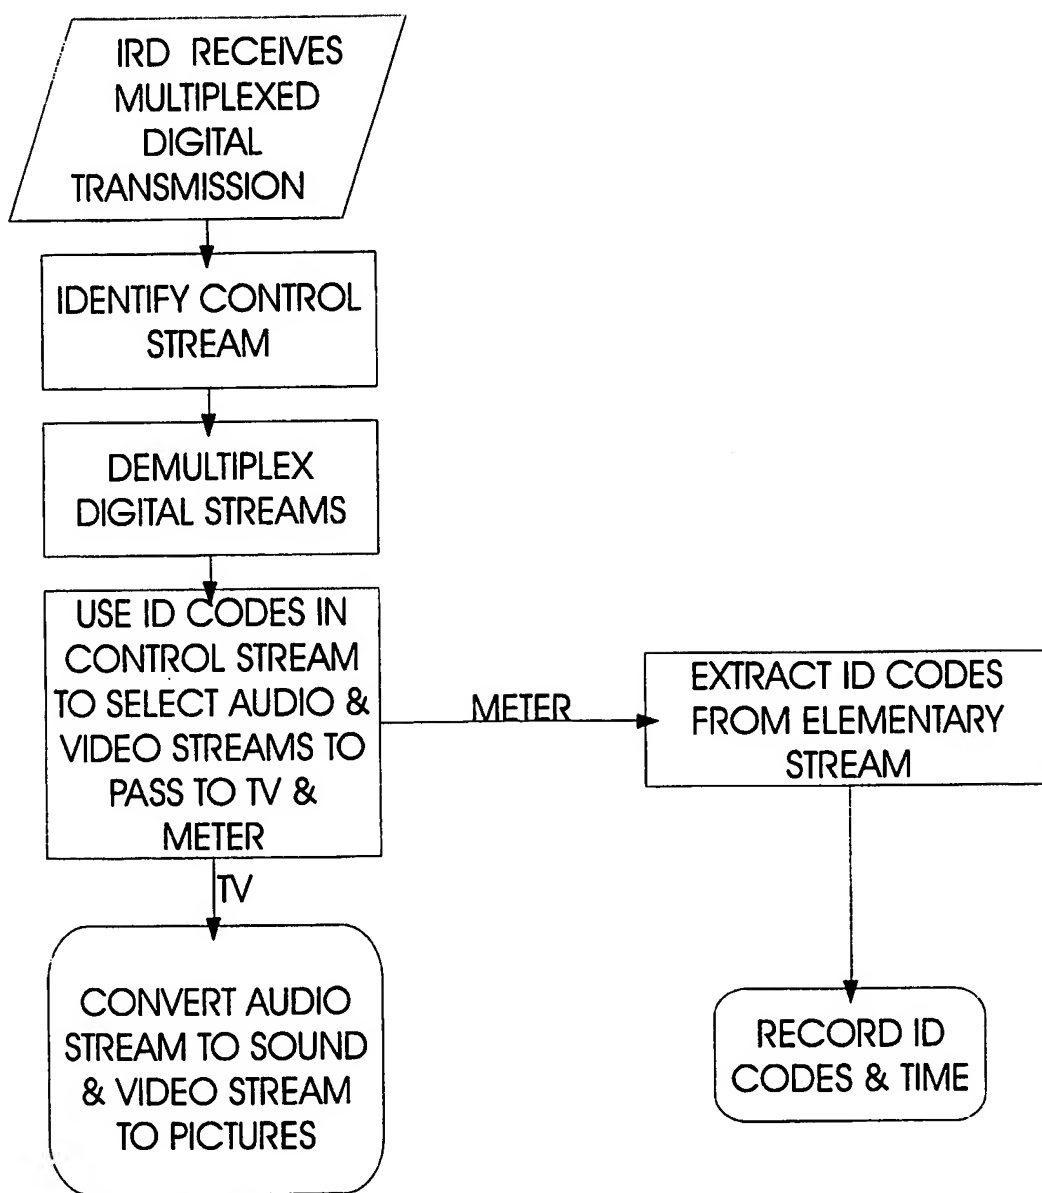 IRD RECEIVES
MULTIPLEXED
DIGITAL
TRANSMISSION
IDENTIFY CONTROL
STREAM
DEMULTIPLEX
DIGITAL STREAMS
USE ID CODES IN
CONTROL STREAM
TO SELECT AUDIO &
VIDEO STREAMS TO
PASS TO TV &
METER
METER
EXTRACT ID CODES
FROM ELEMENTARY
STREAM
TV
CONVERT AUDIO
STREAM TO SOUND
& VIDEO STREAM
TO PICTURES
RECORD ID
CODES & TIME